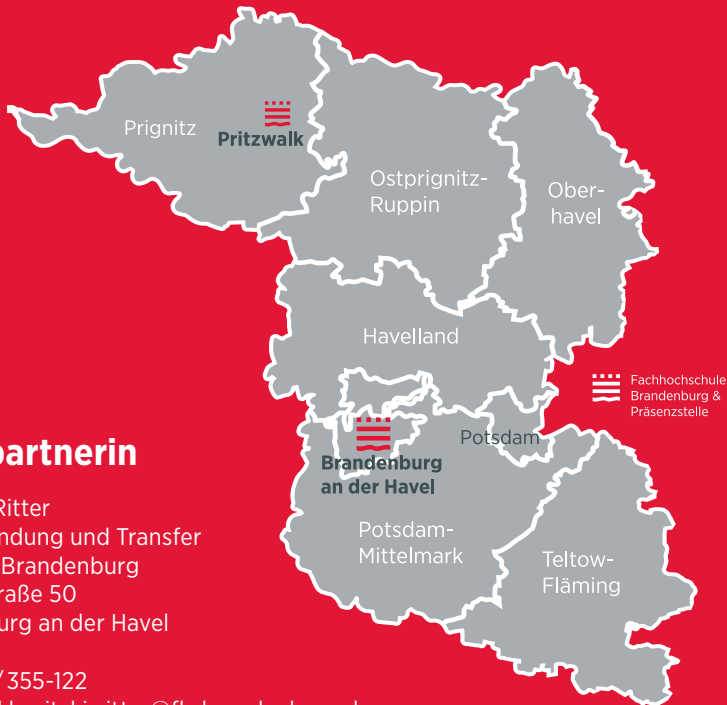 Prignitz
Pritzwalk
Ostprignitz-
Ruppin
Ober-
havel
Havelland
Fachhochschule
Brandenburg &
Präsenzstelle
Potsdam
Brandenburg
an der Havel
Potsdam-
Mittelmark
Teltow-
Fläming
partnerin
Ritter
ndung und Transfer
Brandenburg
raße 50
urg an der Havel
/ 355-122